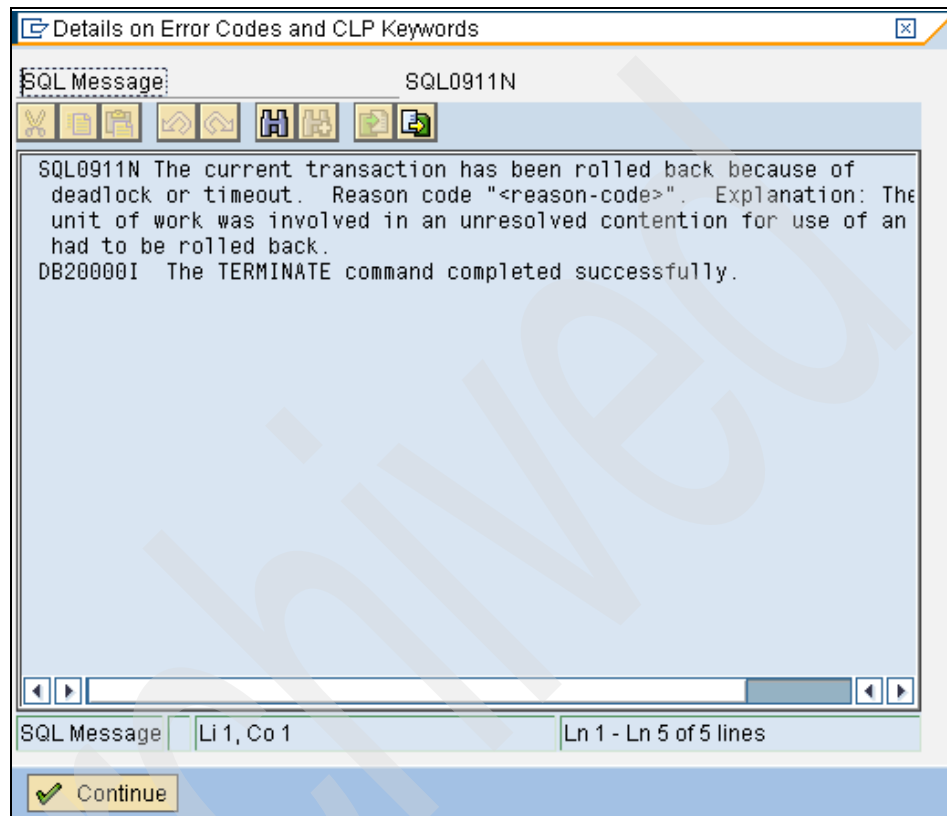 Details on Error Codes and CLP Keywords
SQL Message SQL0911N
SQL0911N The current transaction has been rolled back because of
deadlock or timeout. Reason code "<reason-code>". Explanation: The
unit of work was involved in an unresolved contention for use of an
had to be rolled back.
DB20000I The TERMINATE command completed successfully.
SQL Message Li 1, Co 1 Ln 1 - Ln 5 of 5 lines
Continue